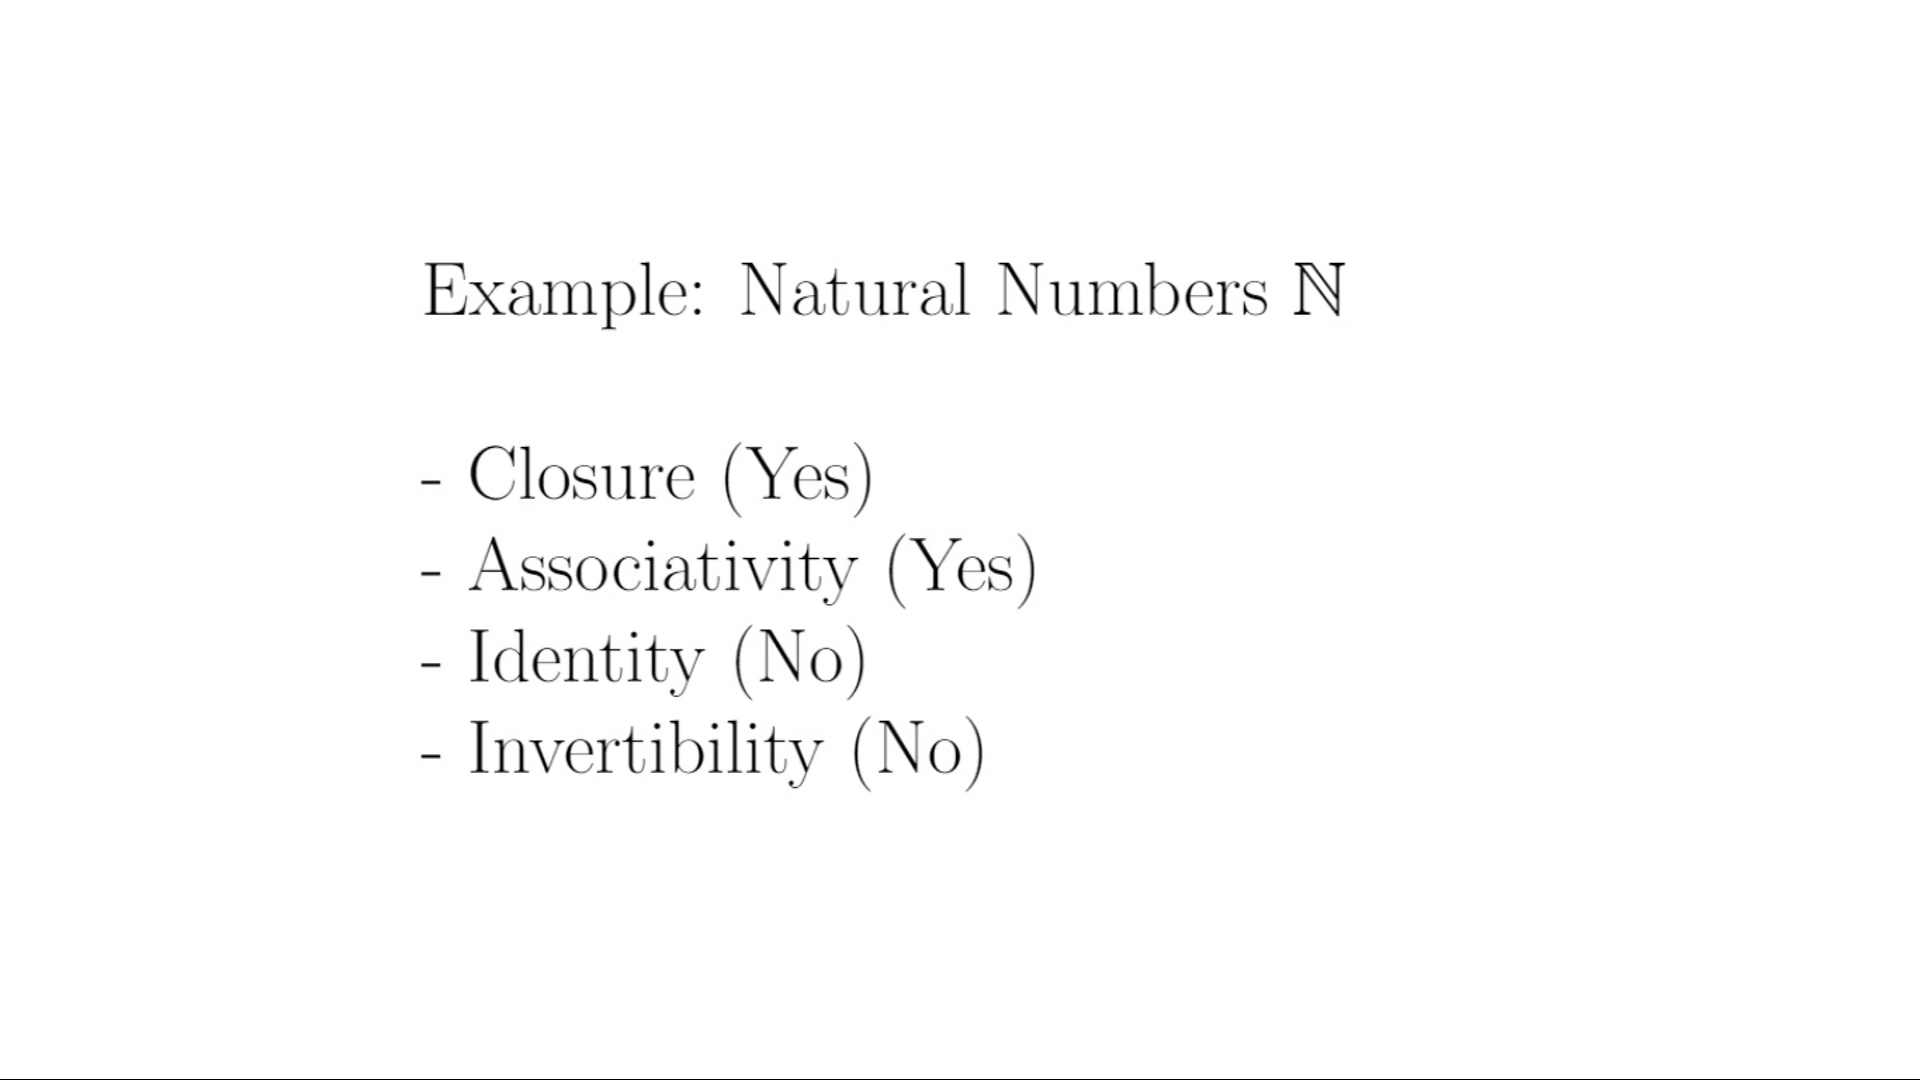 Example: Natural Numbers ℕ
- Closure (Yes)
- Associativity (Yes)
- Identity (No)
- Invertibility (No)